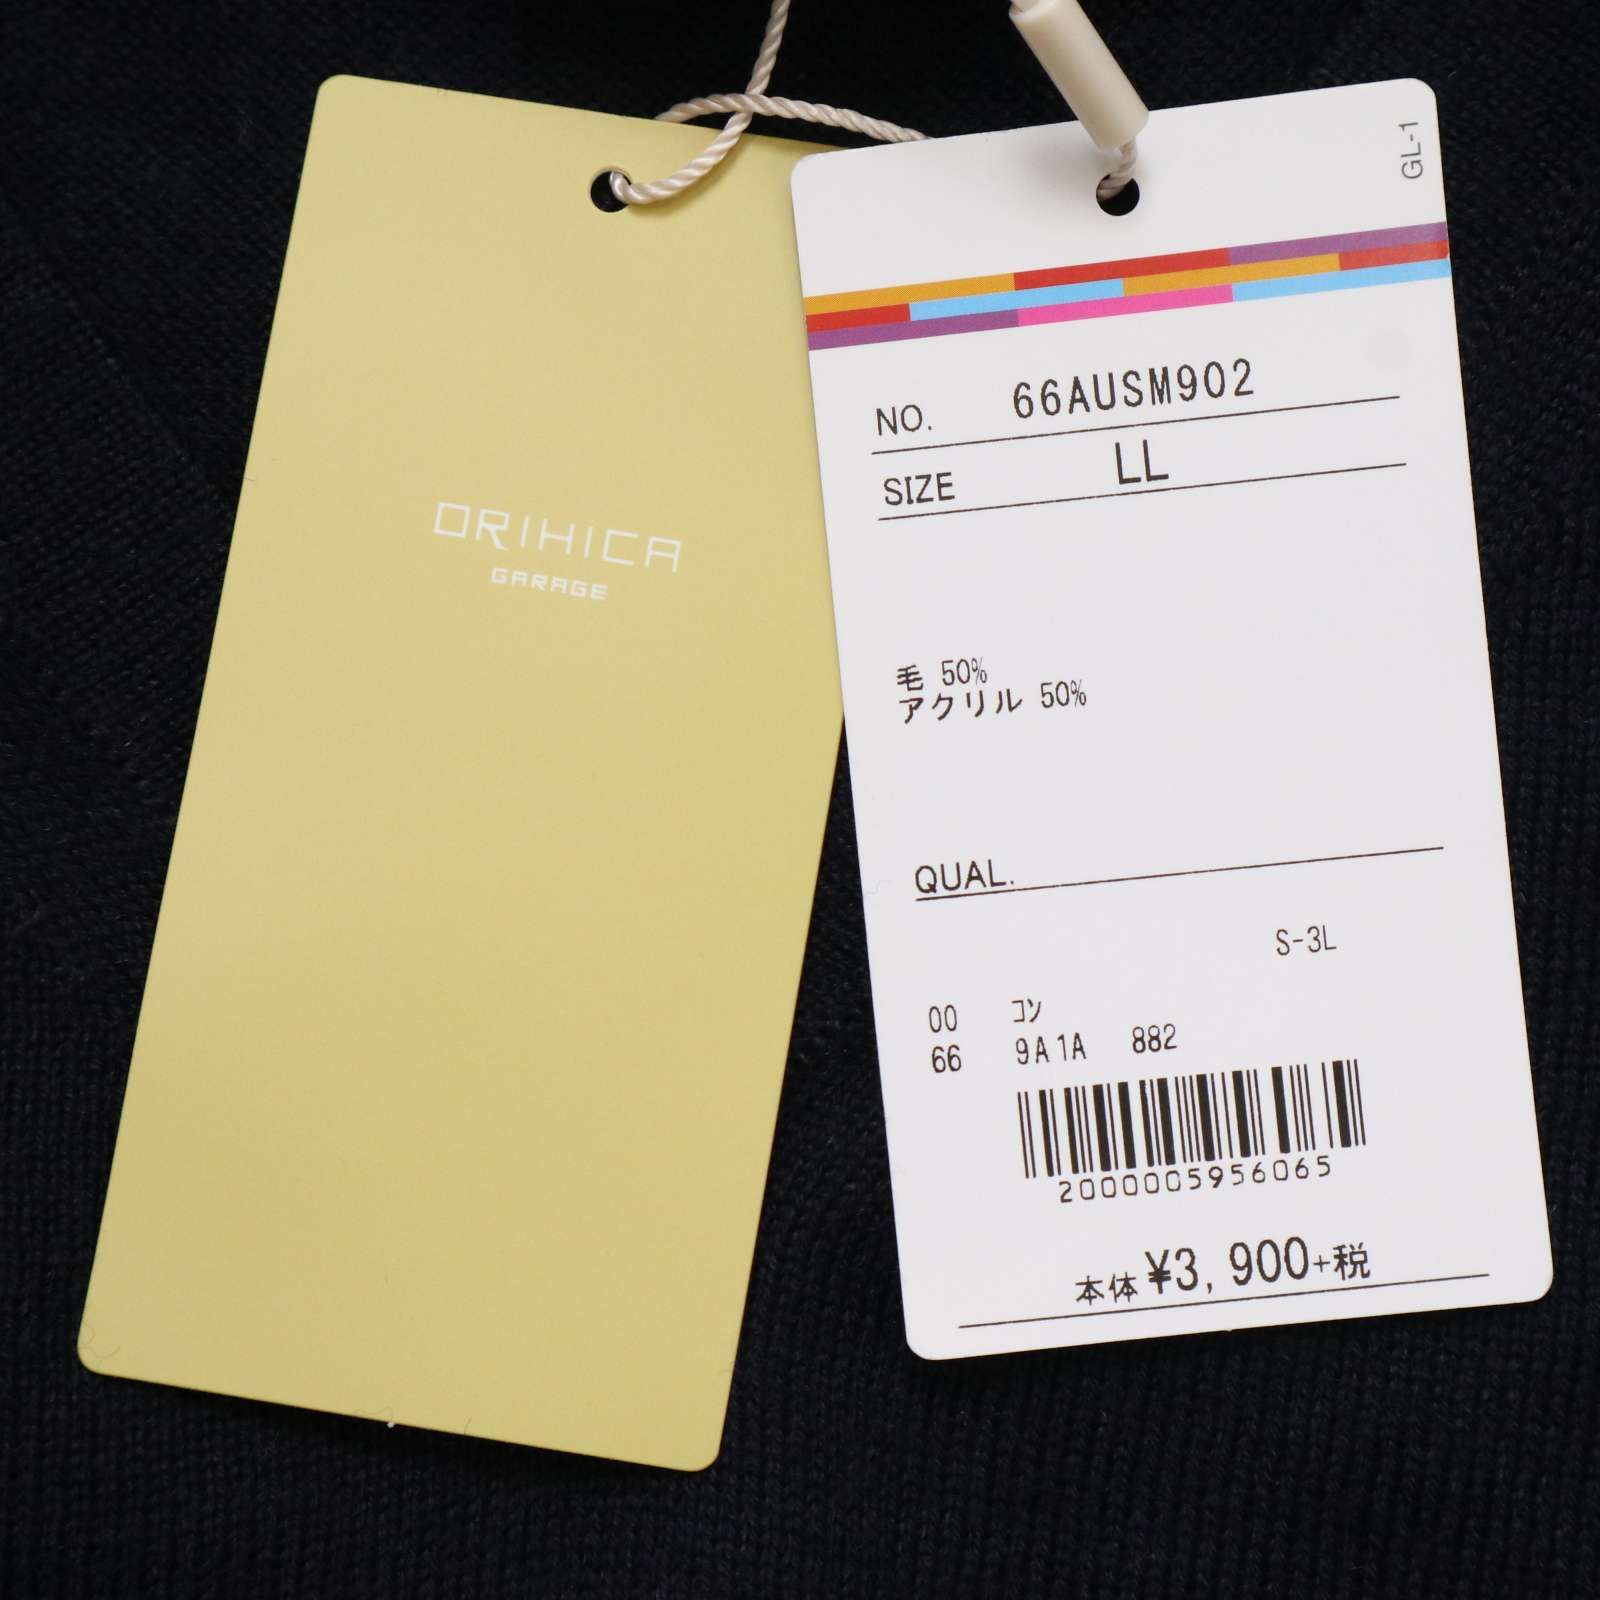 ORIHICA
GARAGE
GL-1
NO. 66AUSM902
SIZE LL
毛 50%
アクリル 50%
QUAL.
S-3L
00 コン
66 9A1A 882
2000005956065
本体¥3,900+税